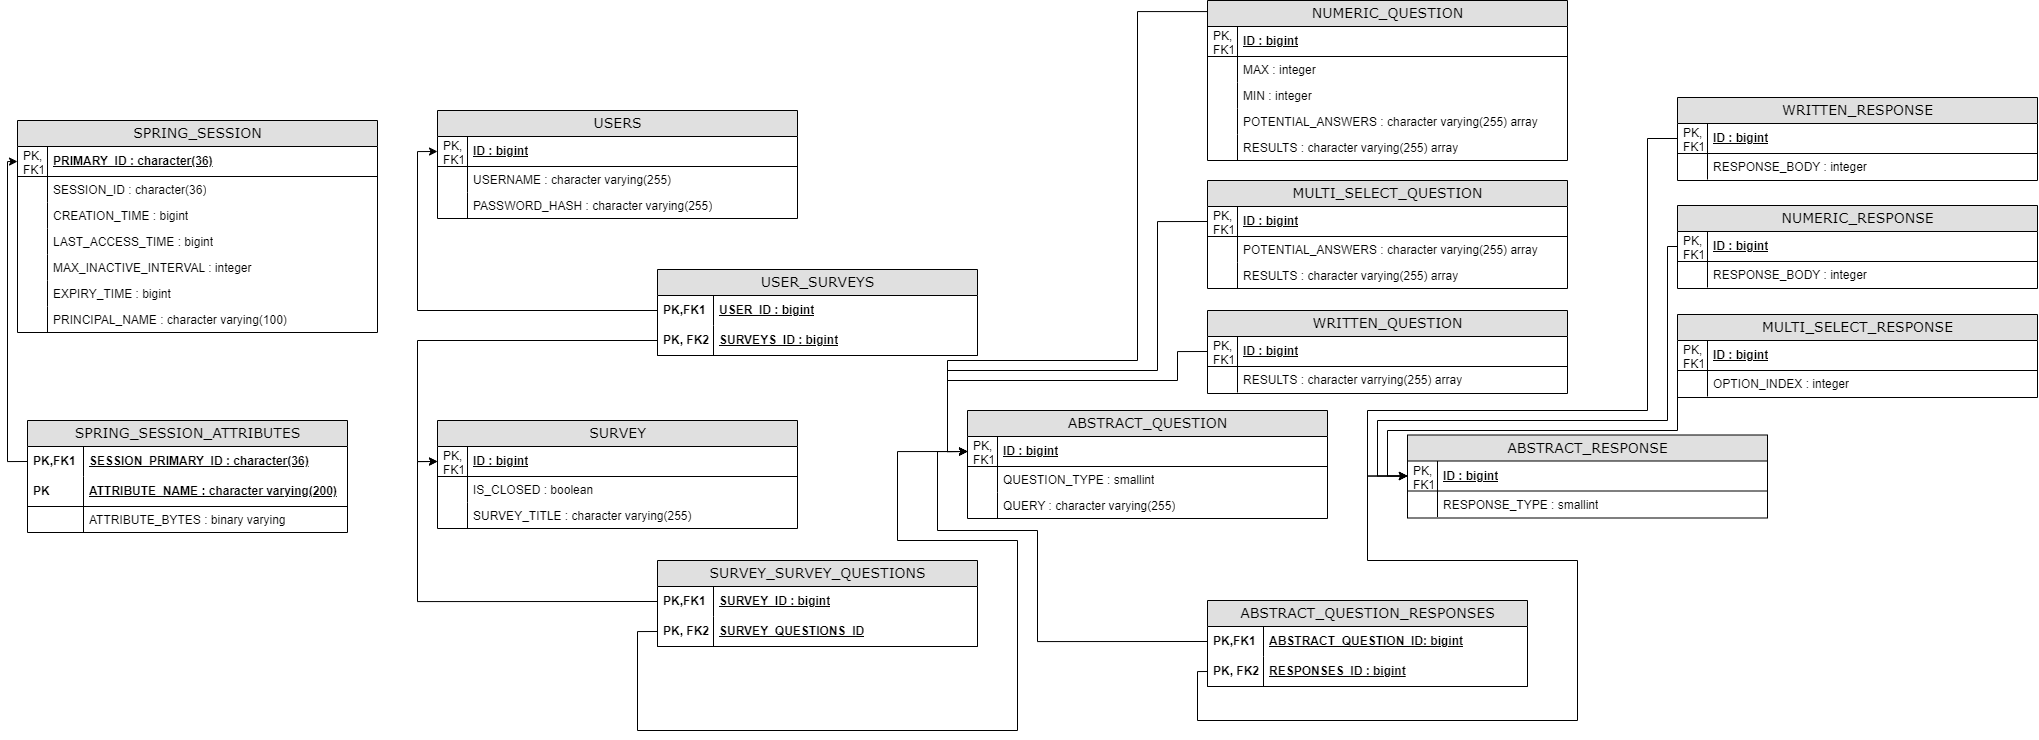 SPRING_SESSION
PK,
FK1
PRIMARY_ID : character(36)
SESSION_ID : character(36)
CREATION_TIME : bigint
LAST_ACCESS_TIME : bigint
MAX_INACTIVE_INTERVAL : integer
EXPIRY_TIME : bigint
PRINCIPAL_NAME : character varying(100)
SPRING_SESSION_ATTRIBUTES
PK,FK1 SESSION_PRIMARY_ID : character(36)
PK ATTRIBUTE_NAME : character varying(200)
ATTRIBUTE_BYTES : binary varying
USERS
PK,
FK1
ID : bigint
USERNAME : character varying(255)
PASSWORD_HASH : character varying(255)
USER_SURVEYS
PK,FK1 USER_ID : bigint
PK, FK2 SURVEYS_ID : bigint
SURVEY
PK,
FK1
ID : bigint
IS_CLOSED : boolean
SURVEY_TITLE : character varying(255)
SURVEY_SURVEY_QUESTIONS
PK,FK1 SURVEY_ID : bigint
PK, FK2 SURVEY_QUESTIONS_ID
NUMERIC_QUESTION
PK,
FK1
ID : bigint
MAX : integer
MIN : integer
POTENTIAL_ANSWERS : character varying(255) array
RESULTS : character varying(255) array
MULTI_SELECT_QUESTION
PK,
FK1
ID : bigint
POTENTIAL_ANSWERS : character varying(255) array
RESULTS : character varying(255) array
WRITTEN_QUESTION
PK,
FK1
ID : bigint
RESULTS : character varrying(255) array
ABSTRACT_QUESTION
PK,
FK1
ID : bigint
QUESTION_TYPE : smallint
QUERY : character varying(255)
ABSTRACT_QUESTION_RESPONSES
PK,FK1 ABSTRACT_QUESTION_ID: bigint
PK, FK2 RESPONSES_ID : bigint
WRITTEN_RESPONSE
PK,
FK1
ID : bigint
RESPONSE_BODY : integer
NUMERIC_RESPONSE
PK,
FK1
ID : bigint
RESPONSE_BODY : integer
MULTI_SELECT_RESPONSE
PK,
FK1
ID : bigint
OPTION_INDEX : integer
ABSTRACT_RESPONSE
PK,
FK1
ID : bigint
RESPONSE_TYPE : smallint